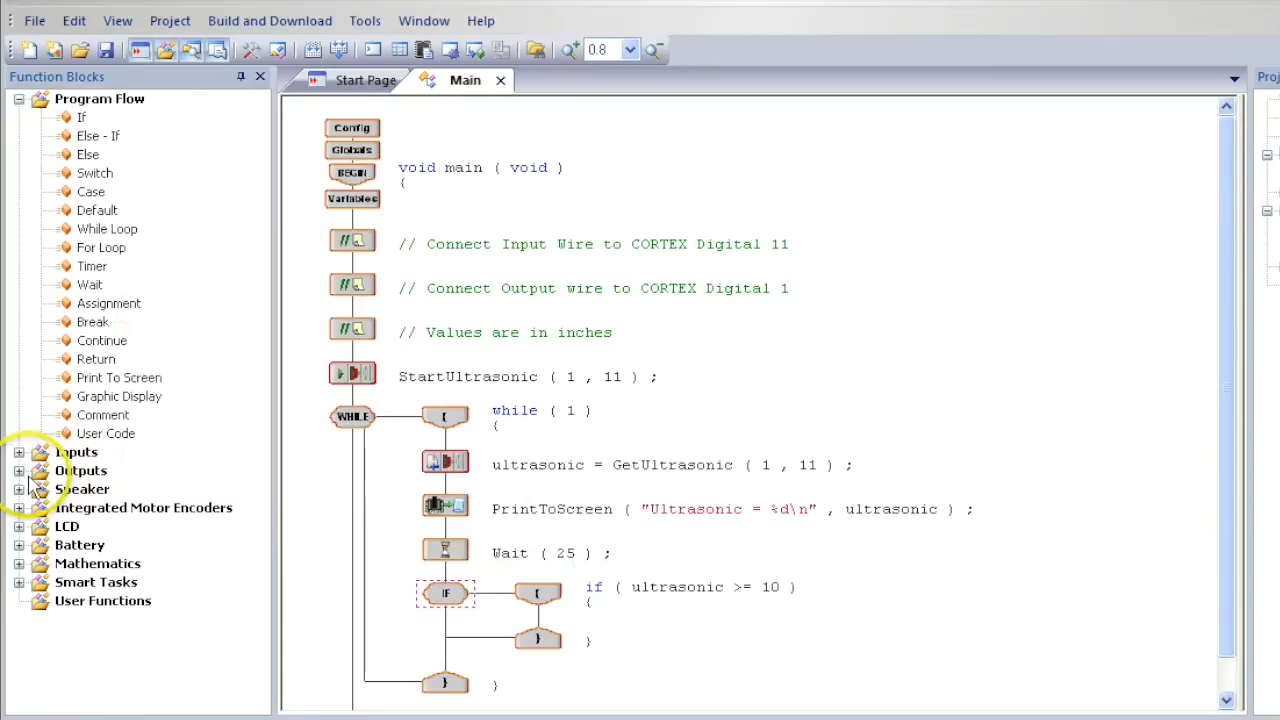 File Edit View Project Build and Download Tools Window Help
0.8
Function Blocks
Start Page
Main
Proj
Program Flow
If
Else - If
Else
Switch
Case
Default
While Loop
For Loop
Timer
Wait
Assignment
Break
Continue
Return
Print To Screen
Graphic Display
Comment
User Code
Inputs
Outputs
Speaker
Integrated Motor Encoders
LCD
Battery
Mathematics
Smart Tasks
User Functions
Config
Globals
BEGIN void main ( void )
{
Variables
// // Connect Input Wire to CORTEX Digital 11
// // Connect Output wire to CORTEX Digital 1
// // Values are in inches
StartUltrasonic ( 1 , 11 ) ;
WHILE { while ( 1 )
{
ultrasonic = GetUltrasonic ( 1 , 11 ) ;
PrintToScreen ( "Ultrasonic = %d\n" , ultrasonic ) ;
Wait ( 25 ) ;
IF { if ( ultrasonic >= 10 )
{
} }
} }